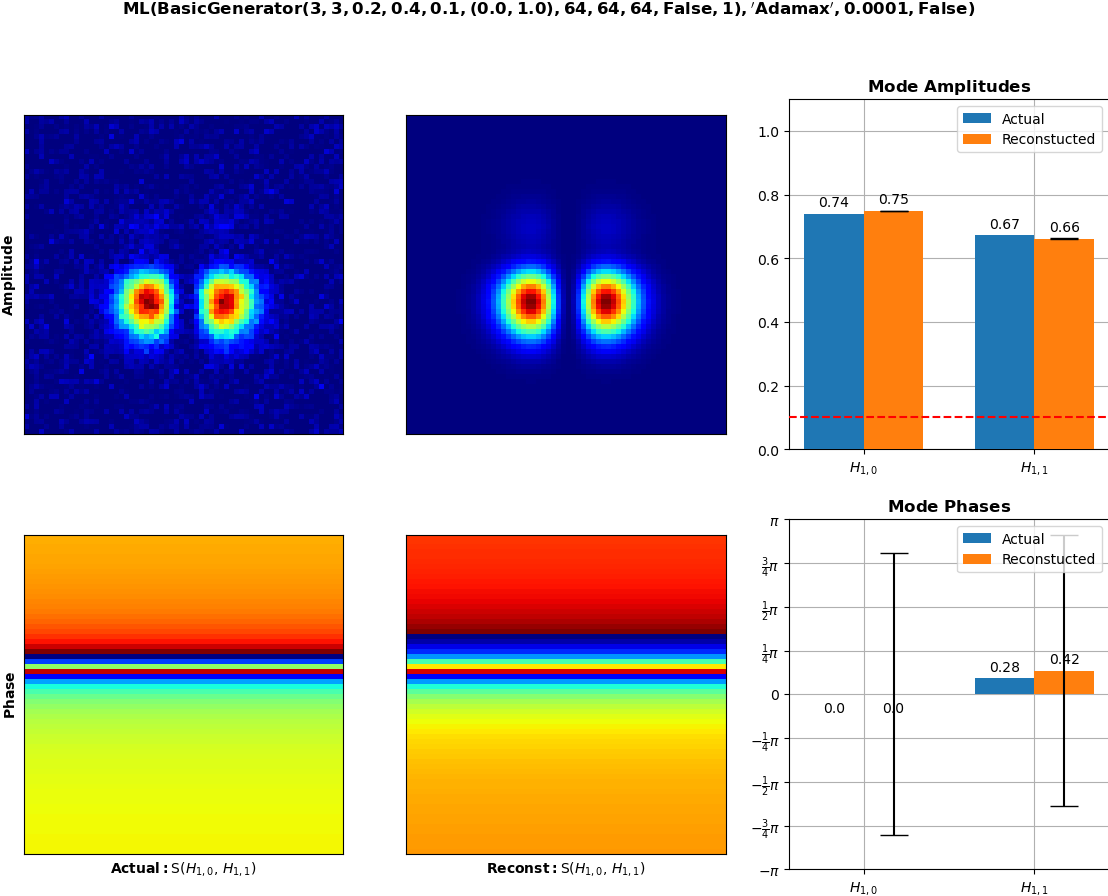 ML(BasicGenerator(3, 3, 0.2, 0.4, 0.1, (0.0, 1.0), 64, 64, 64, False, 1), ′Adamax′, 0.0001, False)
Mode Amplitudes
Actual
Reconstucted
1.0
0.8
0.6
0.4
0.2
0.0
0.74
0.75
0.67
0.66
H1,0
H1,1
Amplitude
Mode Phases
Actual
Reconstucted
π
3/4π
1/2π
1/4π
0
−1/4π
−1/2π
−3/4π
−π
0.0
0.0
0.28
0.42
H1,0
H1,1
Phase
Actual: S(H1,0, H1,1)
Reconst: S(H1,0, H1,1)